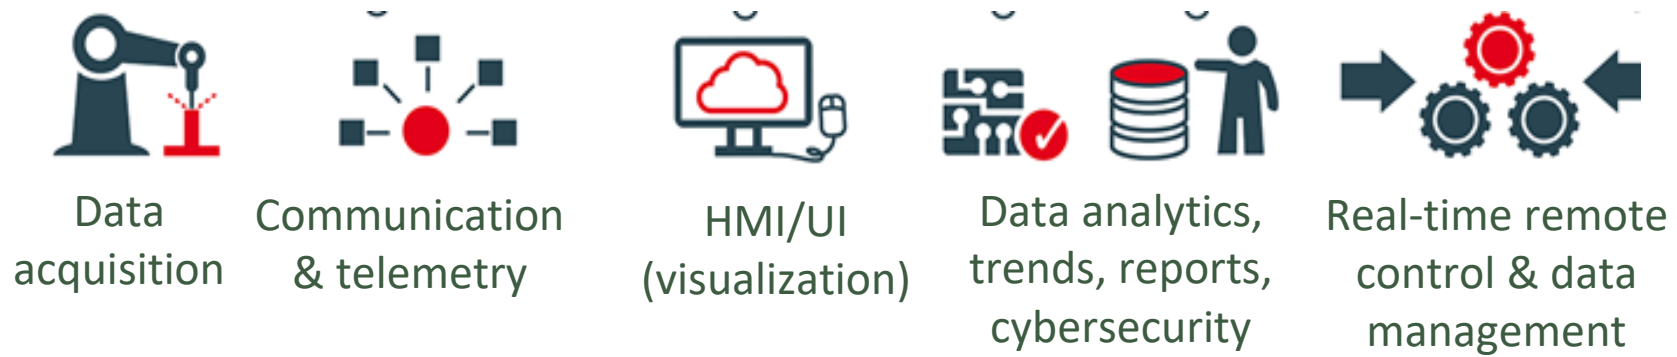 Data
acquisition
Communication
& telemetry
HMI/UI
(visualization)
Data analytics,
trends, reports,
cybersecurity
Real-time remote
control & data
management